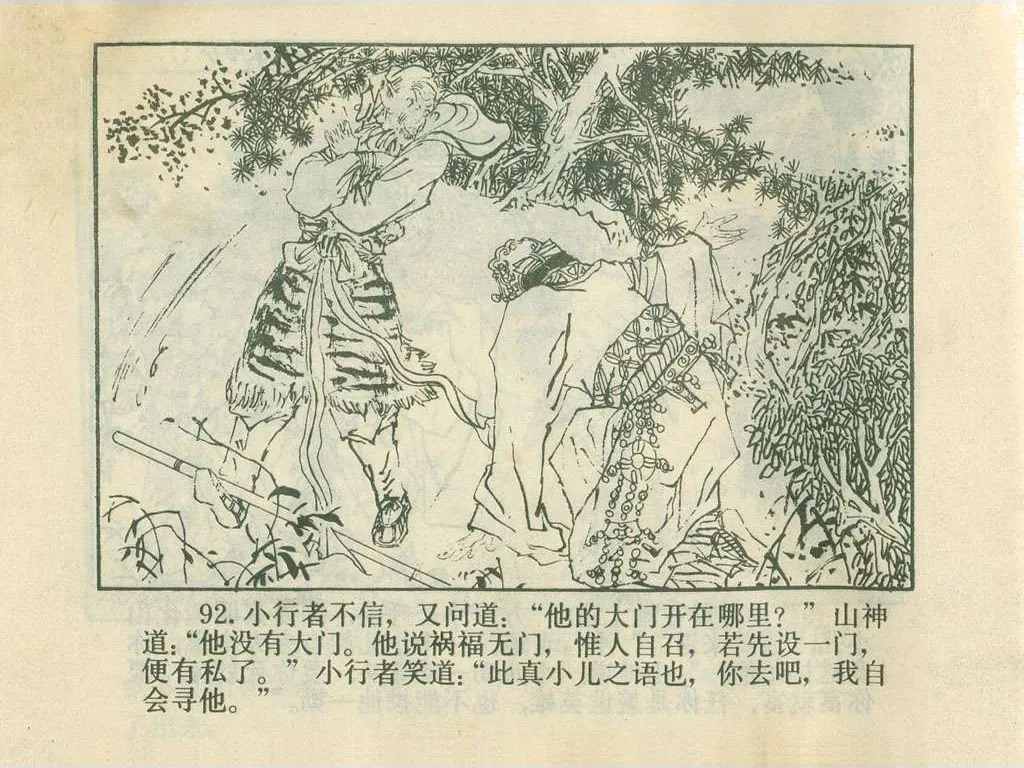 92. 小行者不信，又问道：“他的大门开在哪里？” 山神
道：“他没有大门。他说祸福无门，惟人自召，若先设一门，
便有私了。” 小行者笑道：“此真小儿之语也，你去吧，我自
会寻他。”